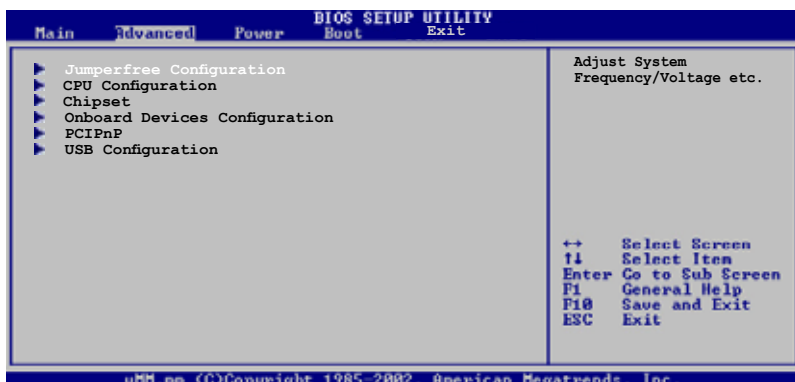 BIOS SETUP UTILITY
Main Advanced Power Boot Exit
Jumperfree Configuration
CPU Configuration
Chipset
Onboard Devices Configuration
PCIPnP
USB Configuration
Adjust System
Frequency/Voltage etc.
↔ Select Screen
↑↓ Select Item
Enter Go to Sub Screen
F1 General Help
F10 Save and Exit
ESC Exit
(C)Copyright 1985-2002, American Megatrends, Inc